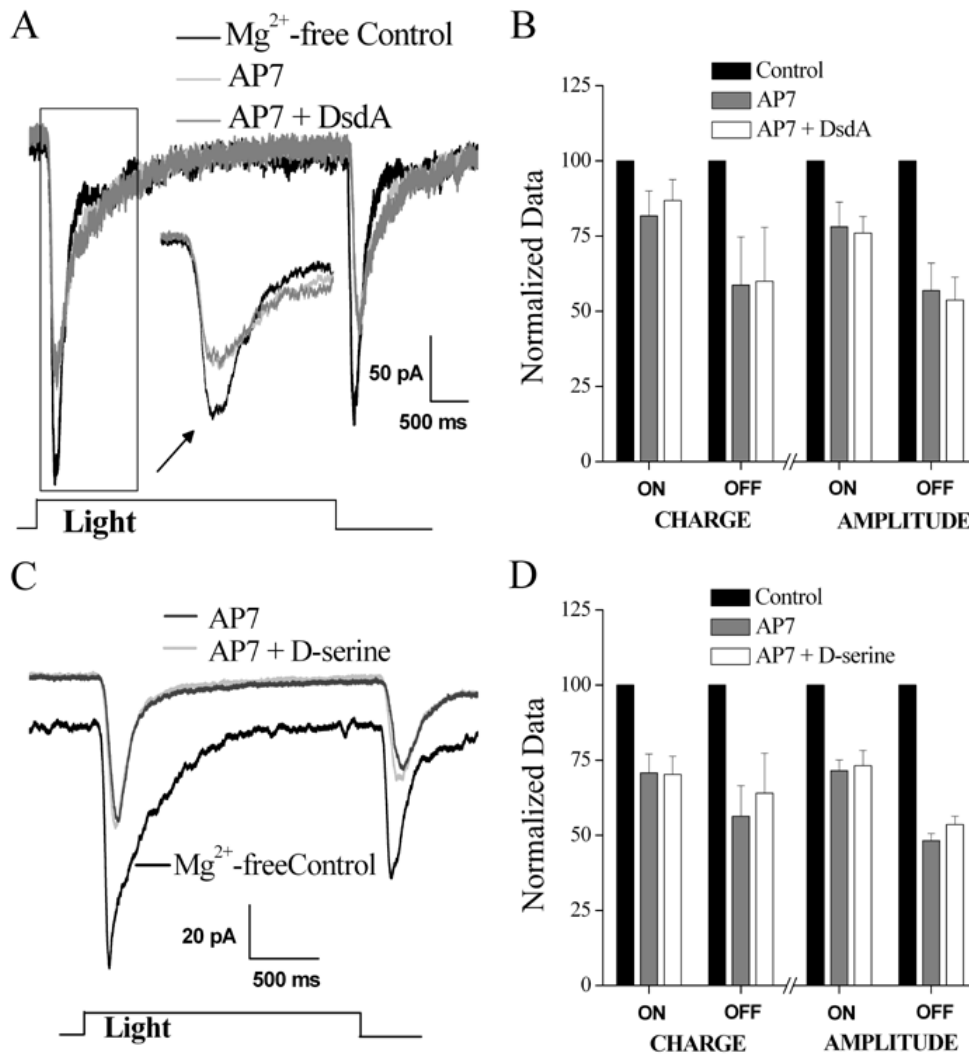 A
Mg2+-free Control
AP7
AP7 + DsdA
50 pA
500 ms
Light
B
Control
AP7
AP7 + DsdA
125
100
75
50
25
0
Normalized Data
ON
OFF
ON
OFF
CHARGE
AMPLITUDE
C
AP7
AP7 + D-serine
Mg2+-freeControl
20 pA
500 ms
Light
D
Control
AP7
AP7 + D-serine
125
100
75
50
25
0
Normalized Data
ON
OFF
ON
OFF
CHARGE
AMPLITUDE